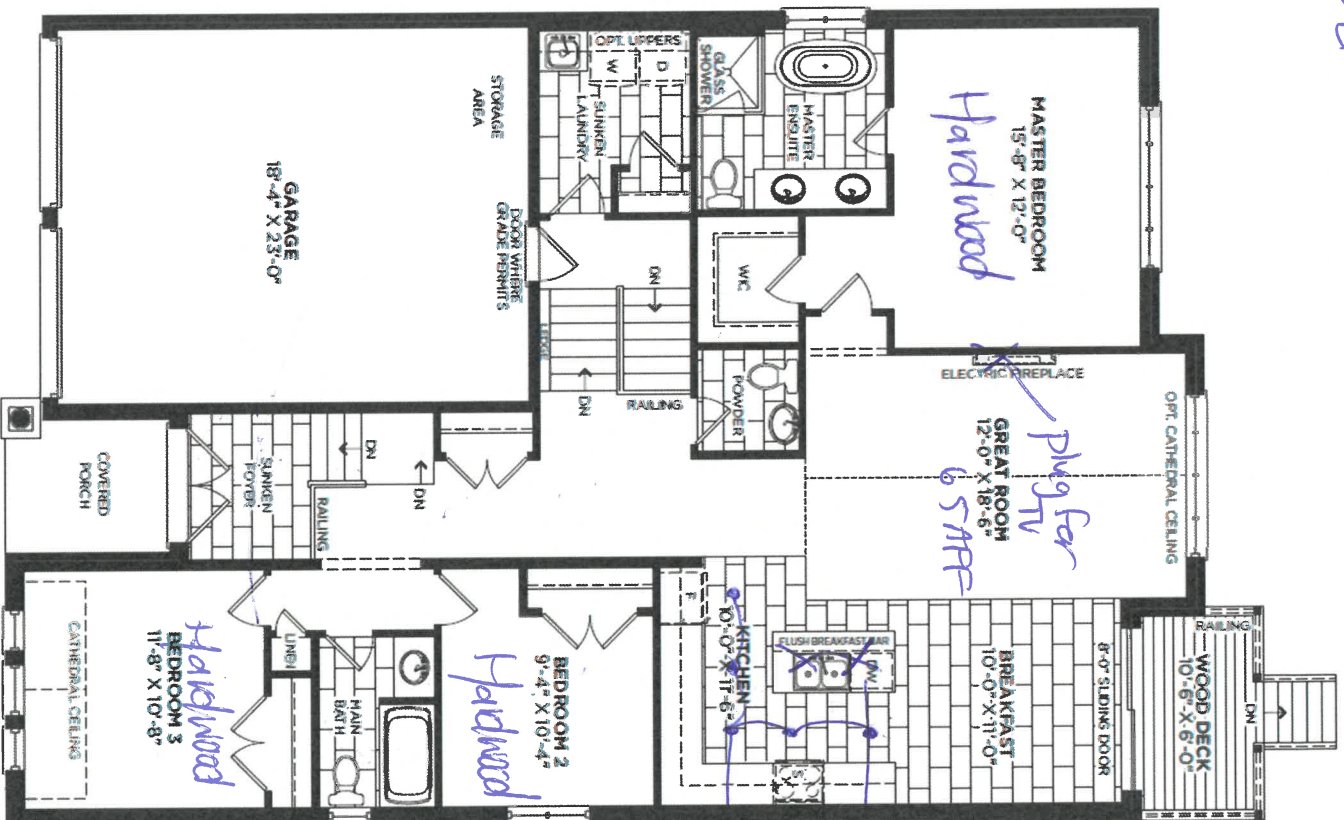 OPT. UPPERS
W
D
SUNKEN
LAUNDRY
GLASS
SHOWER
MASTER
ENSUITE
MASTER BEDROOM
15'-8" X 12'-0"
Hardwood
STORAGE
AREA
GARAGE
18'-4" X 23'-0"
DOOR WHERE
GRADE PERMITS
DN
W.I.C.
LEDGE
DN
RAILING
POWDER
ELECTRIC FIREPLACE
plug for
TV
65 AFF
OPT. CATHEDRAL CEILING
GREAT ROOM
12'-0" X 18'-6"
COVERED
PORCH
SUNKEN
FOYER
DN
DN
RAILING
CATHEDRAL CEILING
BEDROOM 3
11'-8" X 10'-8"
Hardwood
LINEN
MAIN
BATH
BEDROOM 2
9'-4" X 10'-4"
Hardwood
F
KITCHEN
10'-0" X 17'-6"
FLUSH BREAKFAST BAR
DW
S
BREAKFAST
10'-0" X 11'-0"
8'-0" SLIDING DOOR
RAILING
WOOD DECK
10'-6" X 6'-0"
DN